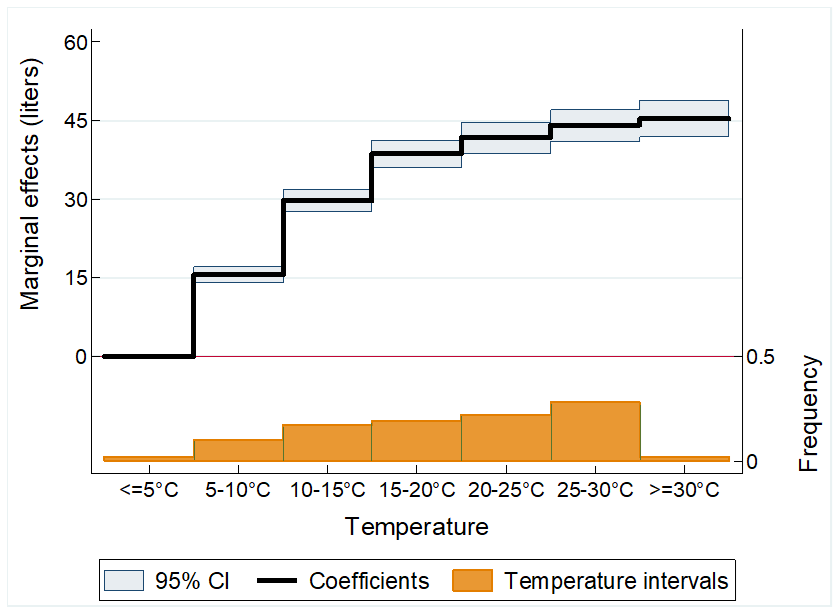 60
45
30
15
0
Marginal effects (liters)
0.5
0
Frequency
<=5°C 5-10°C 10-15°C 15-20°C 20-25°C 25-30°C >=30°C
Temperature
95% CI Coefficients Temperature intervals